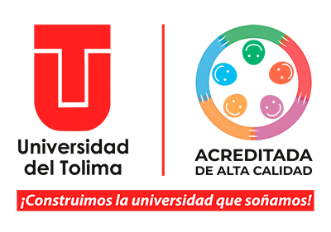 Universidad
del Tolima
ACREDITADA
DE ALTA CALIDAD
¡Construimos la universidad que soñamos!